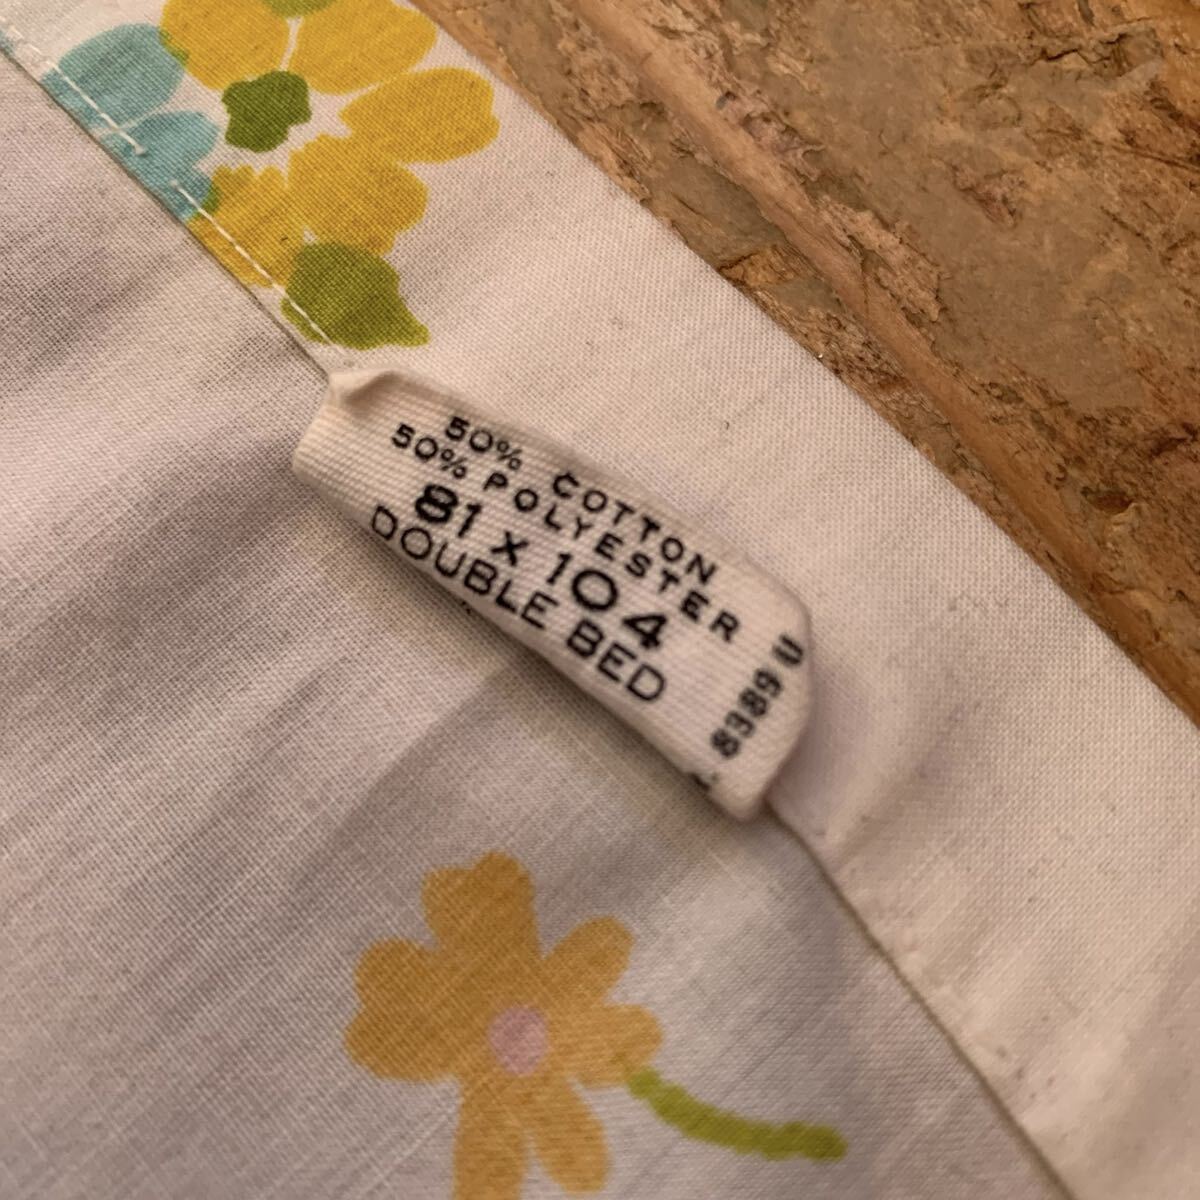 50% COTTON
50% POLYESTER
81 X 104
DOUBLE BED
8389 U